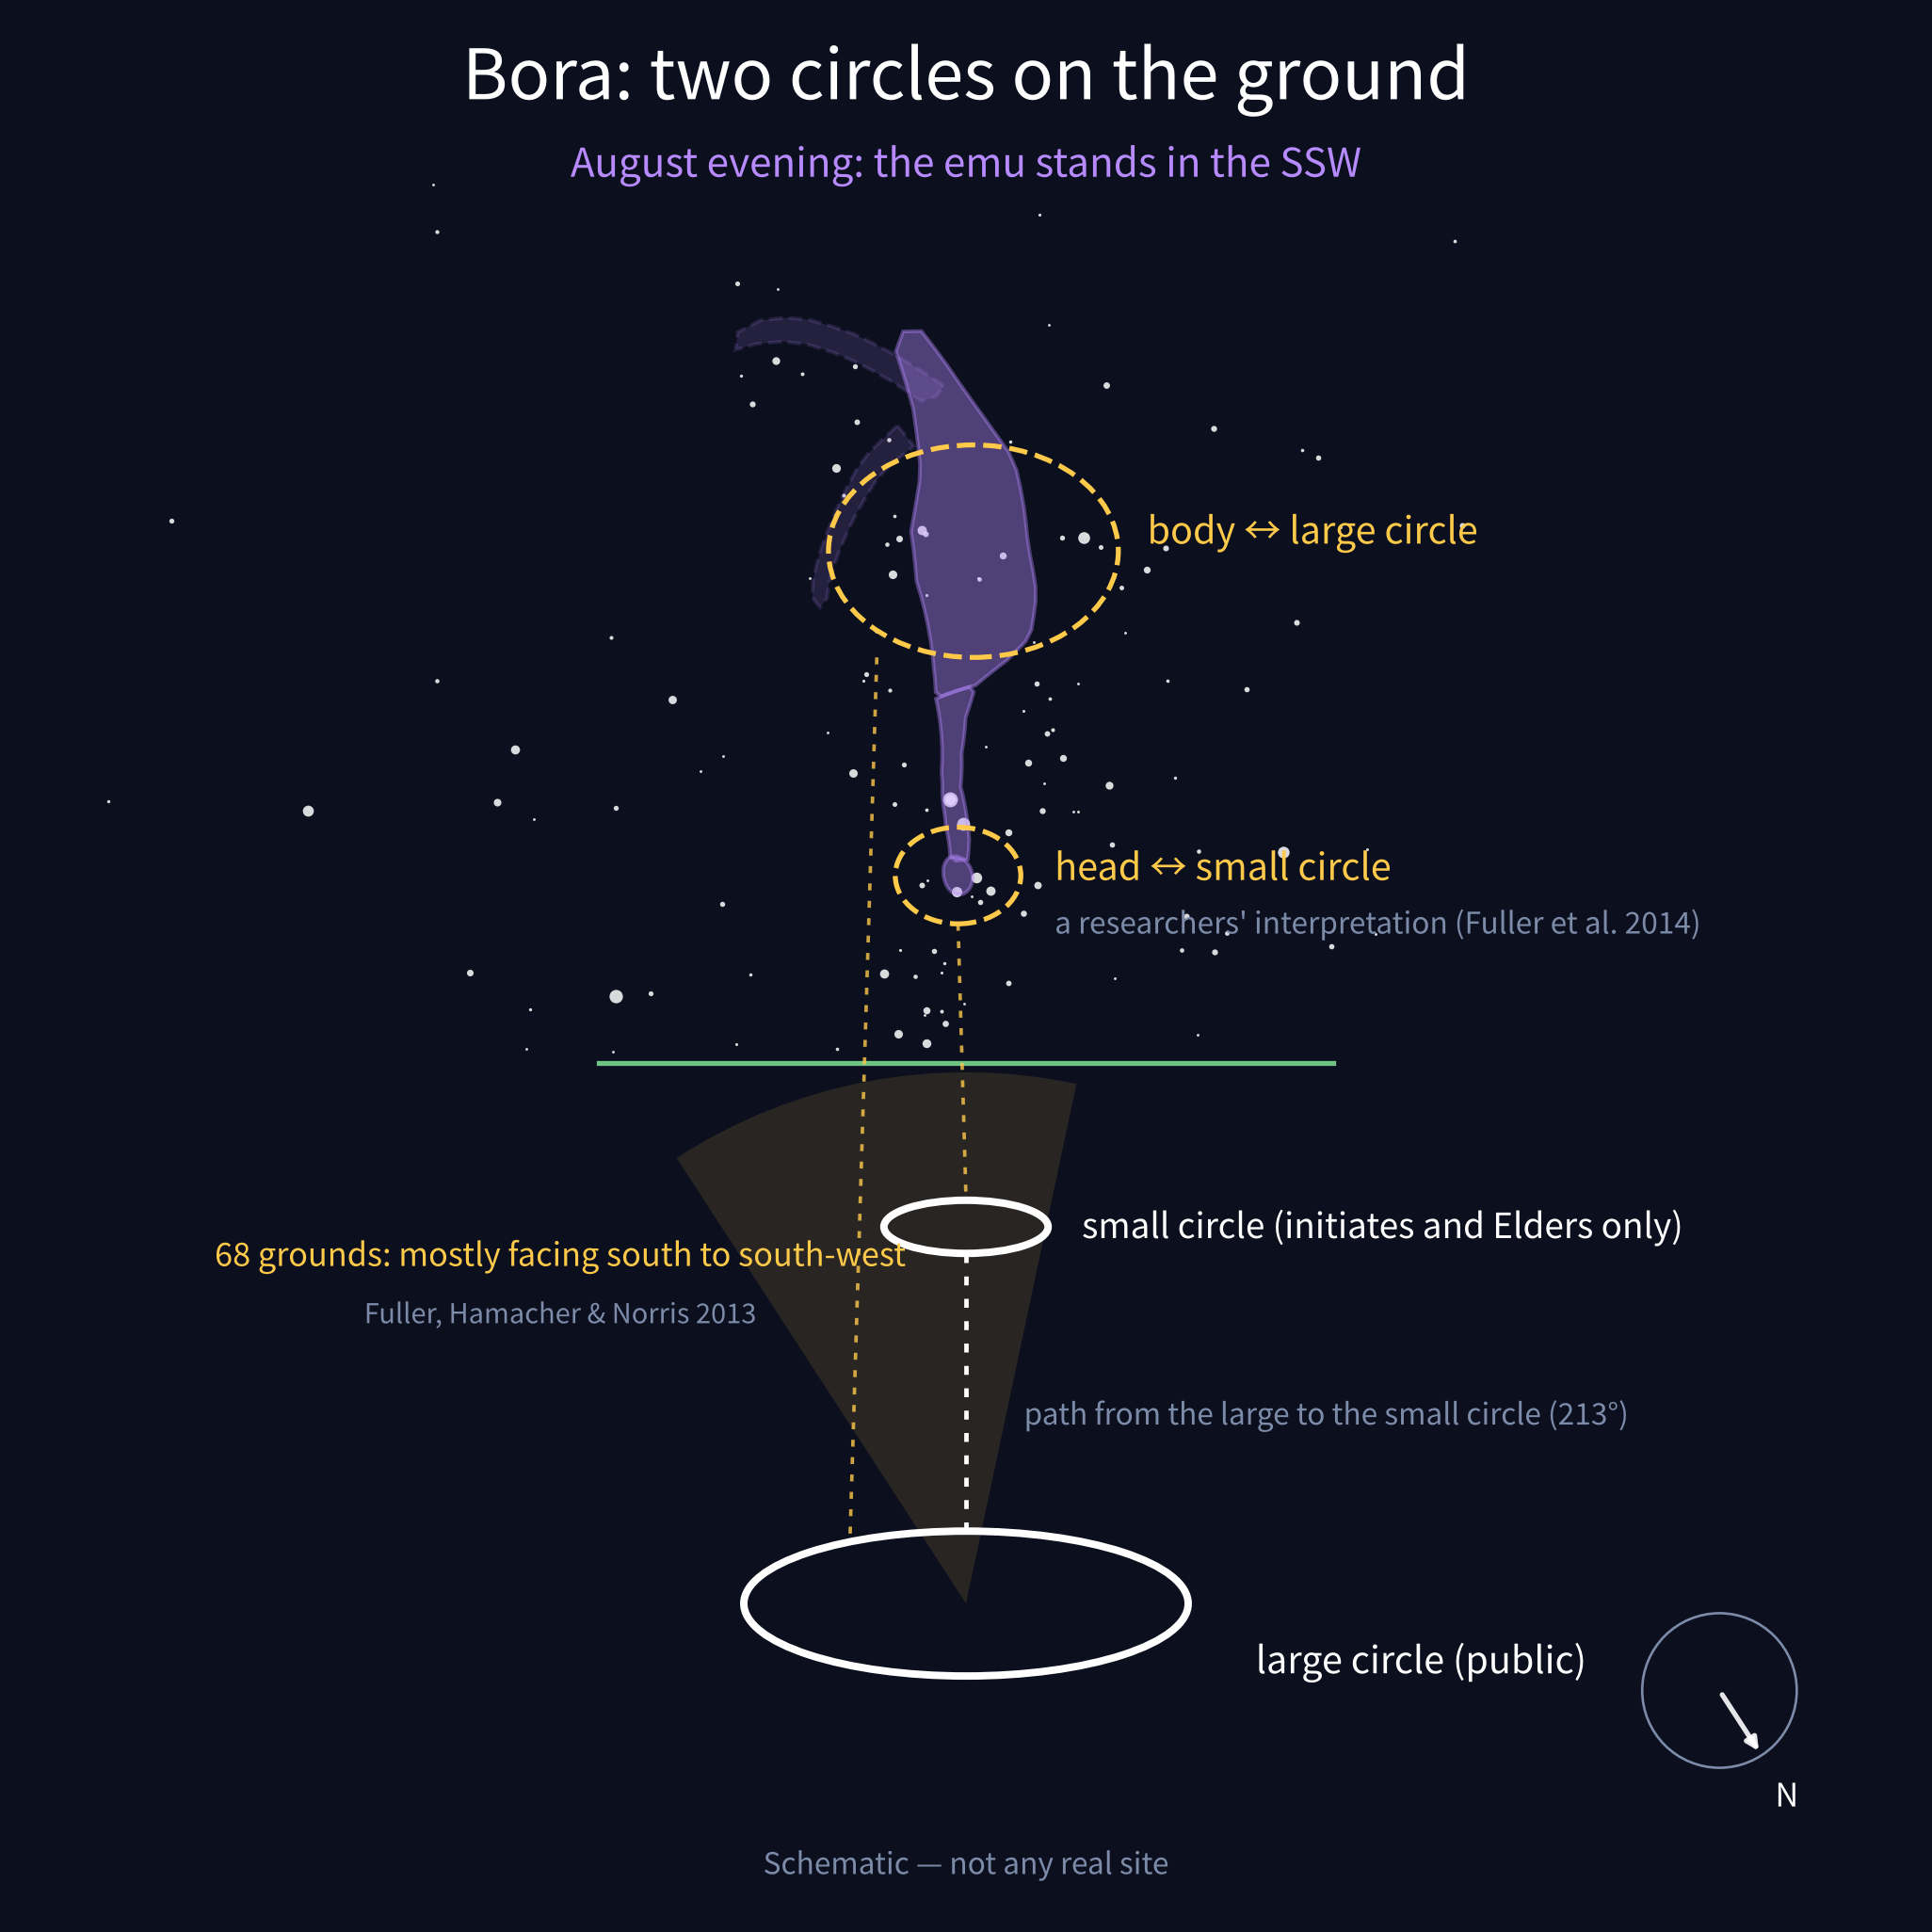 Bora: two circles on the ground
August evening: the emu stands in the SSW
body ↔ large circle
head ↔ small circle
a researchers' interpretation (Fuller et al. 2014)
small circle (initiates and Elders only)
68 grounds: mostly facing south to south-west
Fuller, Hamacher & Norris 2013
path from the large to the small circle (213°)
large circle (public)
N
Schematic — not any real site